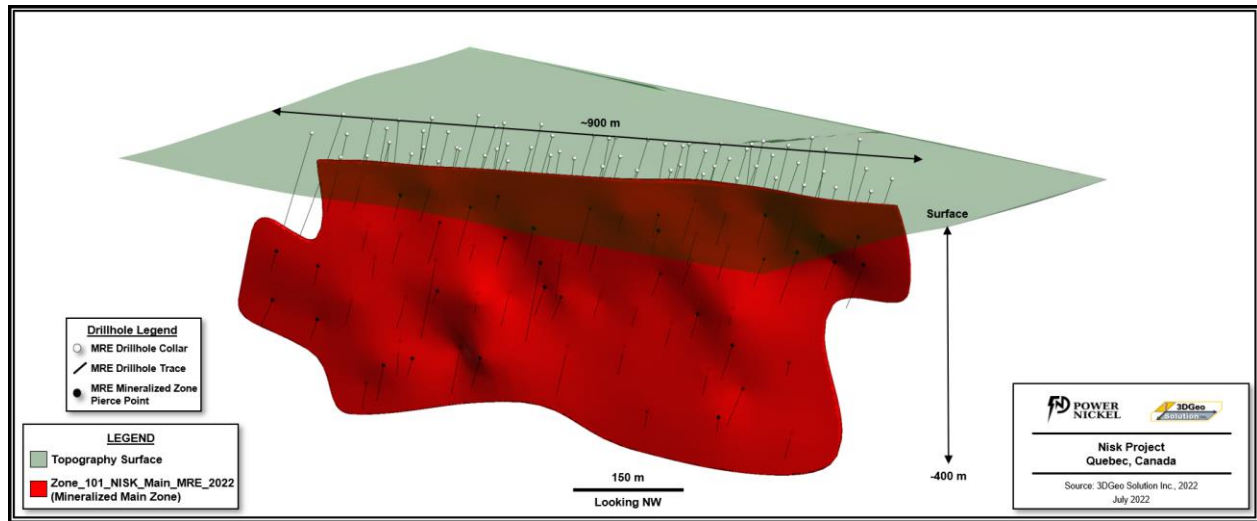 ~900 m
Surface
-400 m
Drillhole Legend
MRE Drillhole Collar
MRE Drillhole Trace
MRE Mineralized Zone
Pierce Point
LEGEND
Topography Surface
Zone_101_NISK_Main_MRE_2022
(Mineralized Main Zone)
150 m
Looking NW
POWER
NICKEL
3DGeo
Solution Inc.
Nisk Project
Quebec, Canada
Source: 3DGeo Solution Inc., 2022
July 2022